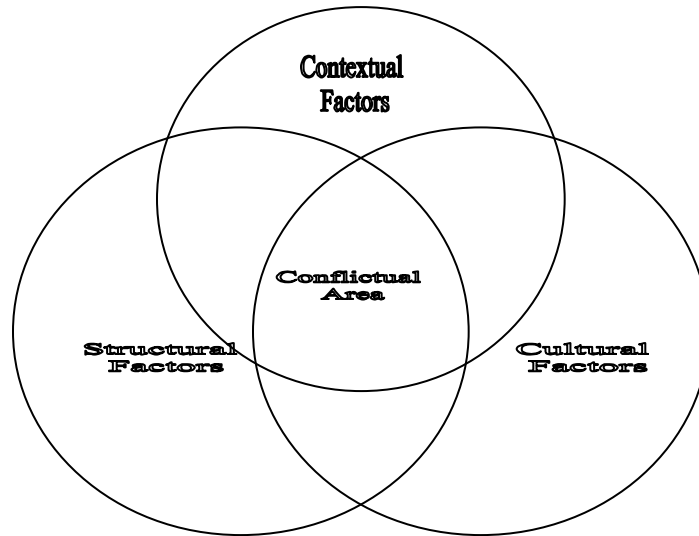 Contextual
Factors
Conflictual
Area
Structural
Factors
Cultural
Factors